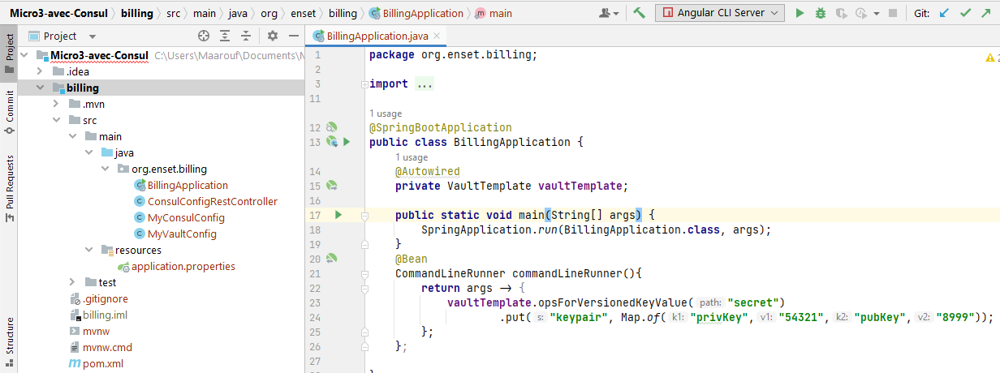 Micro3-avec-Consul › billing › src › main › java › org › enset › billing › BillingApplication › main
Angular CLI Server
Git:
Project
Commit
Pull Requests
Structure
Project
Micro3-avec-Consul C:\Users\Maarouf\Documents\
.idea
billing
.mvn
src
main
java
org.enset.billing
BillingApplication
ConsulConfigRestController
MyConsulConfig
MyVaultConfig
resources
application.properties
test
.gitignore
billing.iml
mvnw
mvnw.cmd
pom.xml
BillingApplication.java
1 package org.enset.billing;
2
3 import ...
11
1 usage
12 @SpringBootApplication
13 public class BillingApplication {
1 usage
14 @Autowired
15 private VaultTemplate vaultTemplate;
16
17 public static void main(String[] args) {
18 SpringApplication.run(BillingApplication.class, args);
19 }
20 @Bean
21 CommandLineRunner commandLineRunner(){
22 return args → {
23 vaultTemplate.opsForVersionedKeyValue( path: "secret")
24 .put( s: "keypair", Map.of( k1: "privKey", v1: "54321", k2: "pubKey", v2: "8999"));
25 };
26 };
27